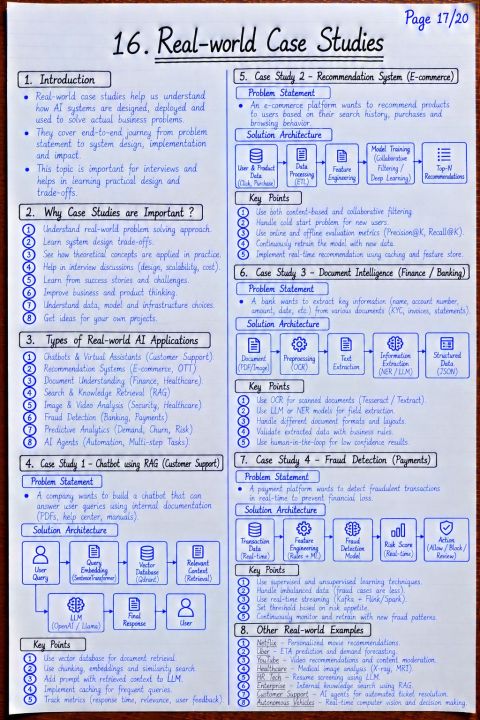 Page 17/20
16. Real-world Case Studies
1. Introduction
• Real-world case studies help us understand
how AI systems are designed, deployed and
used to solve actual business problems.
• They cover end-to-end journey from problem
statement to system design, implementation
and impact.
• This topic is important for interviews and
helps in learning practical design and
trade-offs.
2. Why Case Studies are Important ?
1 Understand real-world problem solving approach.
2 Learn system design trade-offs.
3 See how theoretical concepts are applied in practice.
4 Help in interview discussions (design, scalability, cost).
5 Learn from success stories and challenges.
6 Improve business and product thinking.
7 Understand data, model and infrastructure choices.
8 Get ideas for your own projects.
3. Types of Real-world AI Applications
1 Chatbots & Virtual Assistants (Customer Support).
2 Recommendation Systems (E-commerce, OTT).
3 Document Understanding (Finance, Healthcare).
4 Search & Knowledge Retrieval (RAG)
5 Image & Video Analysis (Security, Healthcare).
6 Fraud Detection (Banking, Payments)
7 Predictive Analytics (Demand, Churn, Risk)
8 AI Agents (Automation, Multi-step Tasks).
4. Case Study 1 - Chatbot using RAG (Customer Support)
Problem Statement
• A company wants to build a chatbot that can
answer user queries using internal documentation
(PDFs, help center, manuals).
Solution Architecture
User
Query
Query
Embedding
(SentenceTransformer)
Vector
Database
(Qdrant)
Relevant
Context
(Retrieval)
LLM
(OpenAI / Llama)
Final
Response
User
Key Points
1 Use vector database for document retrieval.
2 Use chunking, embeddings and similarity search.
3 Add prompt with retrieved context to LLM.
4 Implement caching for frequent queries.
5 Track metrics (response time, relevance, user feedback)
5. Case Study 2 - Recommendation System (E-commerce)
Problem Statement
• An e-commerce platform wants to recommend products
to users based on their search history, purchases and
browsing behavior.
Solution Architecture
User & Product
Data
(Click, Purchase)
Data
Processing
(ETL)
Feature
Engineering
Model Training
(Collaborative
Filtering /
Deep Learning)
Top-N
Recommendations
Key Points
1 Use both content-based and collaborative filtering.
2 Handle cold start problem for new users.
3 Use online and offline evaluation metrics (Precision@K, Recall@K).
4 Continuously retrain the model with new data.
5 Implement real-time recommendation using caching and feature store.
6. Case Study 3 - Document Intelligence (Finance / Banking)
Problem Statement
• A bank wants to extract key information (name, account number,
amount, date, etc.) from various documents (KYC, invoices, statements).
Solution Architecture
Document
(PDF/Image)
Preprocessing
(OCR)
Text
Extraction
Information
Extraction
(NER / LLM)
Structured
Data
(JSON)
Key Points
1 Use OCR for scanned documents (Tesseract / Textract).
2 Use LLM or NER models for field extraction.
3 Handle different document formats and layouts.
4 Validate extracted data with business rules.
5 Use human-in-the-loop for low confidence results.
7. Case Study 4 - Fraud Detection (Payments)
Problem Statement
• A payment platform wants to detect fraudulent transactions
in real-time to prevent financial loss.
Solution Architecture
Transaction
Data
(Real-time)
Feature
Engineering
(Rules + ML)
Fraud
Detection
Model
Risk Score
(Real-time)
Action
(Allow / Block /
Review)
Key Points
1 Use supervised and unsupervised learning techniques.
2 Handle imbalanced data (fraud cases are less).
3 Use real-time streaming (Kafka + Flink/Spark).
4 Set threshold based on risk appetite.
5 Continuously monitor and retrain with new fraud patterns.
8. Other Real-world Examples
1 Netflix - Personalized movie recommendations.
2 Uber - ETA prediction and demand forecasting.
3 YouTube - Video recommendations and content moderation.
4 Healthcare - Medical image analysis (X-ray, MRI).
5 HR Tech - Resume screening using LLM.
6 Enterprise - Internal knowledge search using RAG.
7 Customer Support - AI agents for automated ticket resolution.
8 Autonomous Vehicles - Real-time computer vision and decision making.